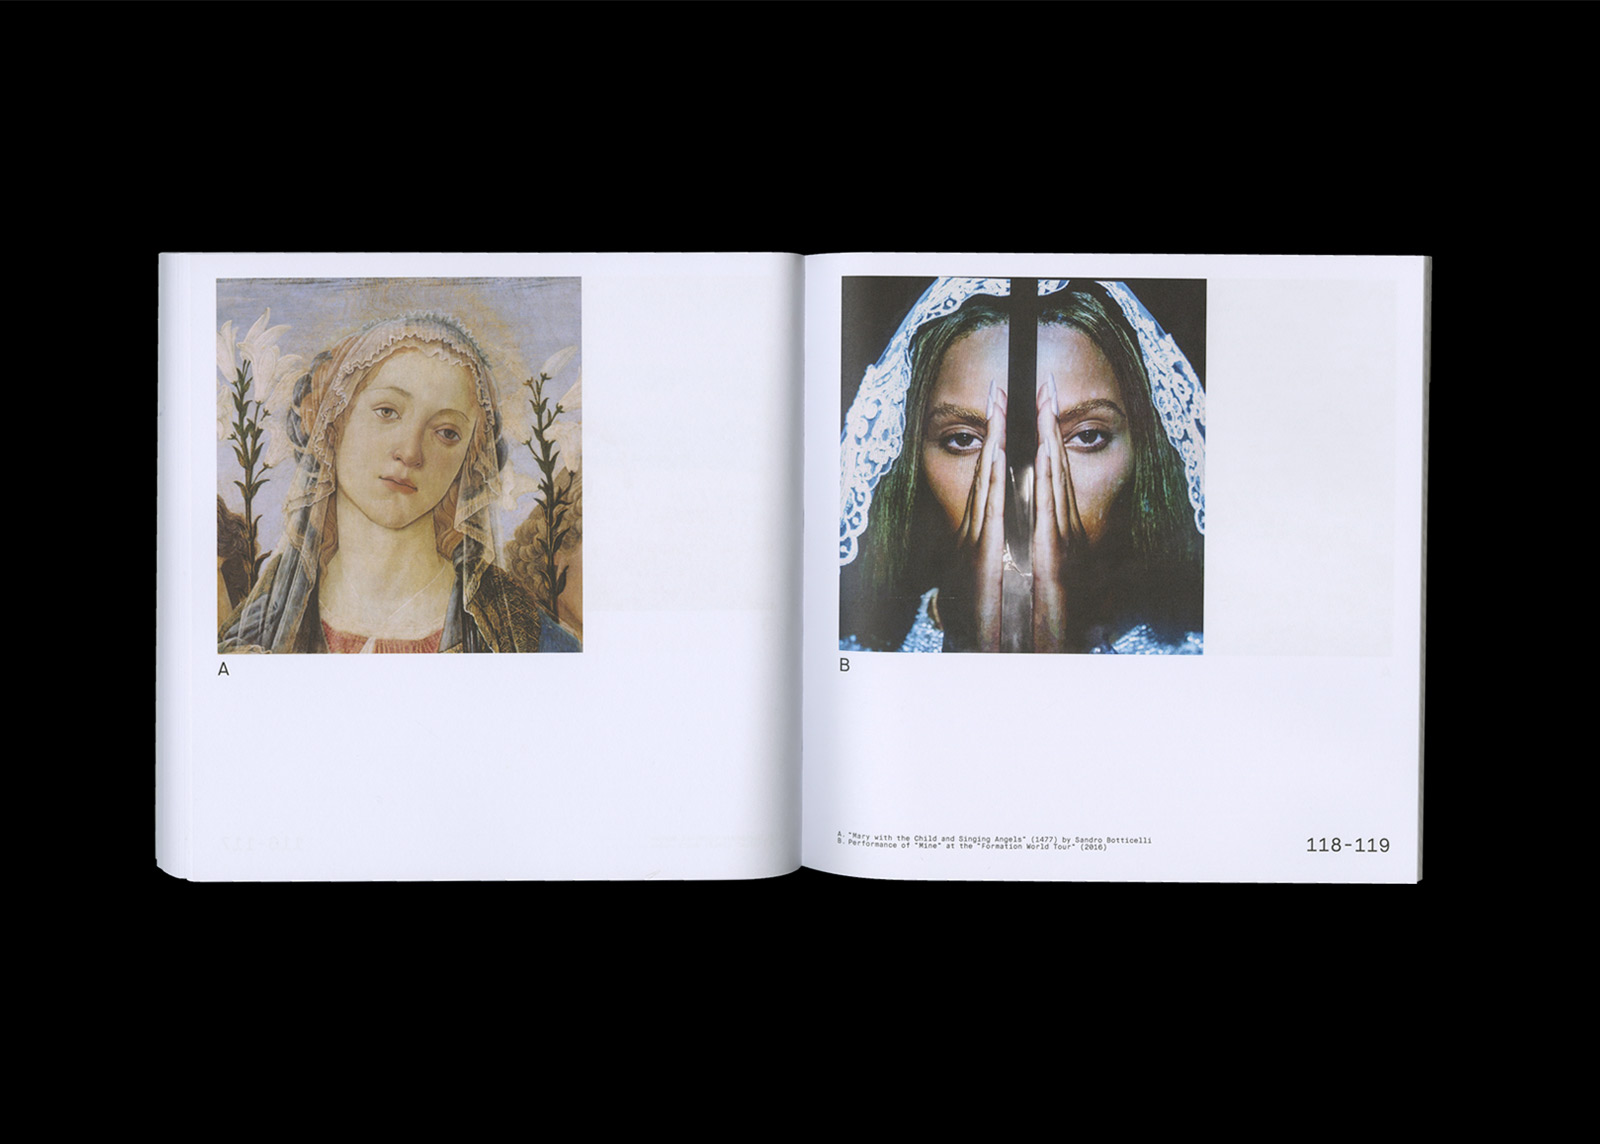 A
B
A. "Mary with the Child and Singing Angels" (1477) by Sandro Botticelli
B. Performance of "Mine" at the "Formation World Tour" (2016)
118-119